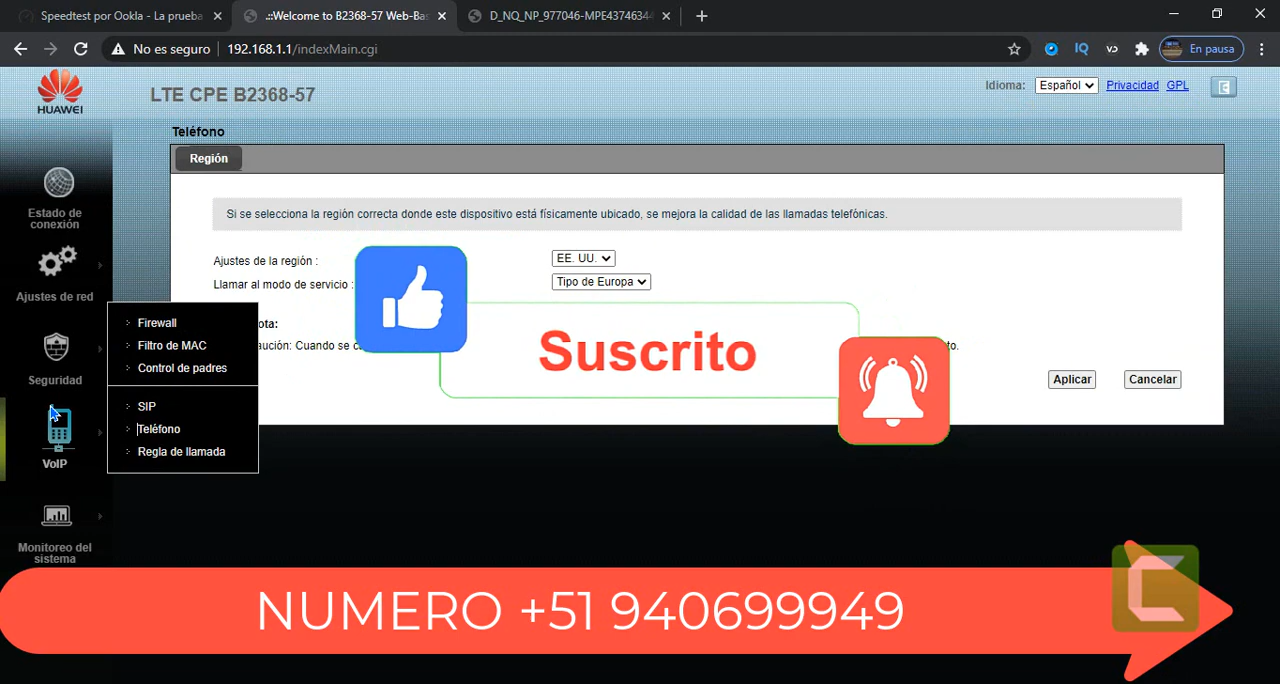 Speedtest por Ookla - La prueba
.::Welcome to B2368-57 Web-Bas
D_NQ_NP_977046-MPE43746344
No es seguro
192.168.1.1/indexMain.cgi
IQ
En pausa
HUAWEI
LTE CPE B2368-57
Idioma:
Español
Privacidad
GPL
Teléfono
Región
Si se selecciona la región correcta donde este dispositivo está físicamente ubicado, se mejora la calidad de las llamadas telefónicas.
Ajustes de la región :
EE. UU.
Llamar al modo de servicio :
Tipo de Europa
ota:
aución: Cuando se c
o.
Aplicar
Cancelar
Estado de
conexión
Ajustes de red
Seguridad
VoIP
Monitoreo del
sistema
Firewall
Filtro de MAC
Control de padres
SIP
Teléfono
Regla de llamada
Suscrito
NUMERO +51 940699949